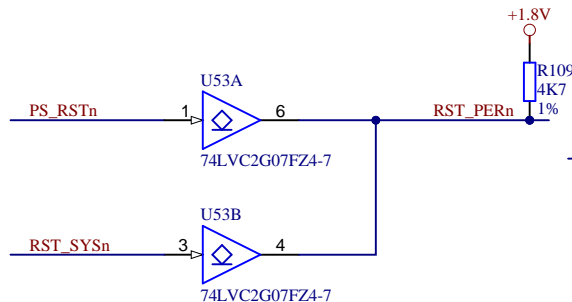 +1.8V
U53A
R109
PS_RSTn
1
6
RST_PERn
4K7
1%
74LVC2G07FZ4-7
U53B
RST_SYSn
3
4
74LVC2G07FZ4-7